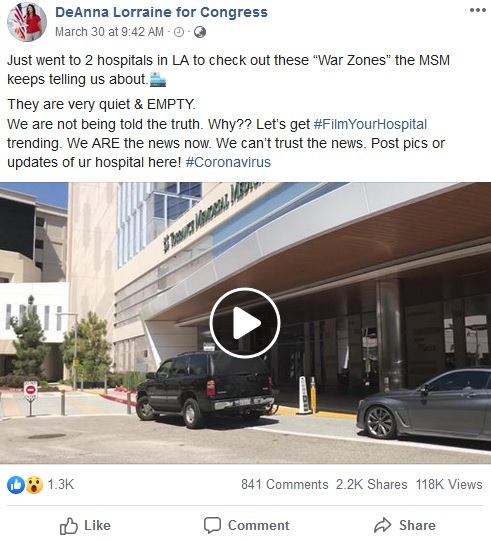 DeAnna Lorraine for Congress
March 30 at 9:42 AM ·
Just went to 2 hospitals in LA to check out these “War Zones” the MSM
keeps telling us about.
They are very quiet & EMPTY.
We are not being told the truth. Why?? Let’s get #FilmYourHospital
trending. We ARE the news now. We can’t trust the news. Post pics or
updates of ur hospital here! #Coronavirus
TORRANCE MEMORIAL
1.3K
841 Comments 2.2K Shares 118K Views
Like
Comment
Share